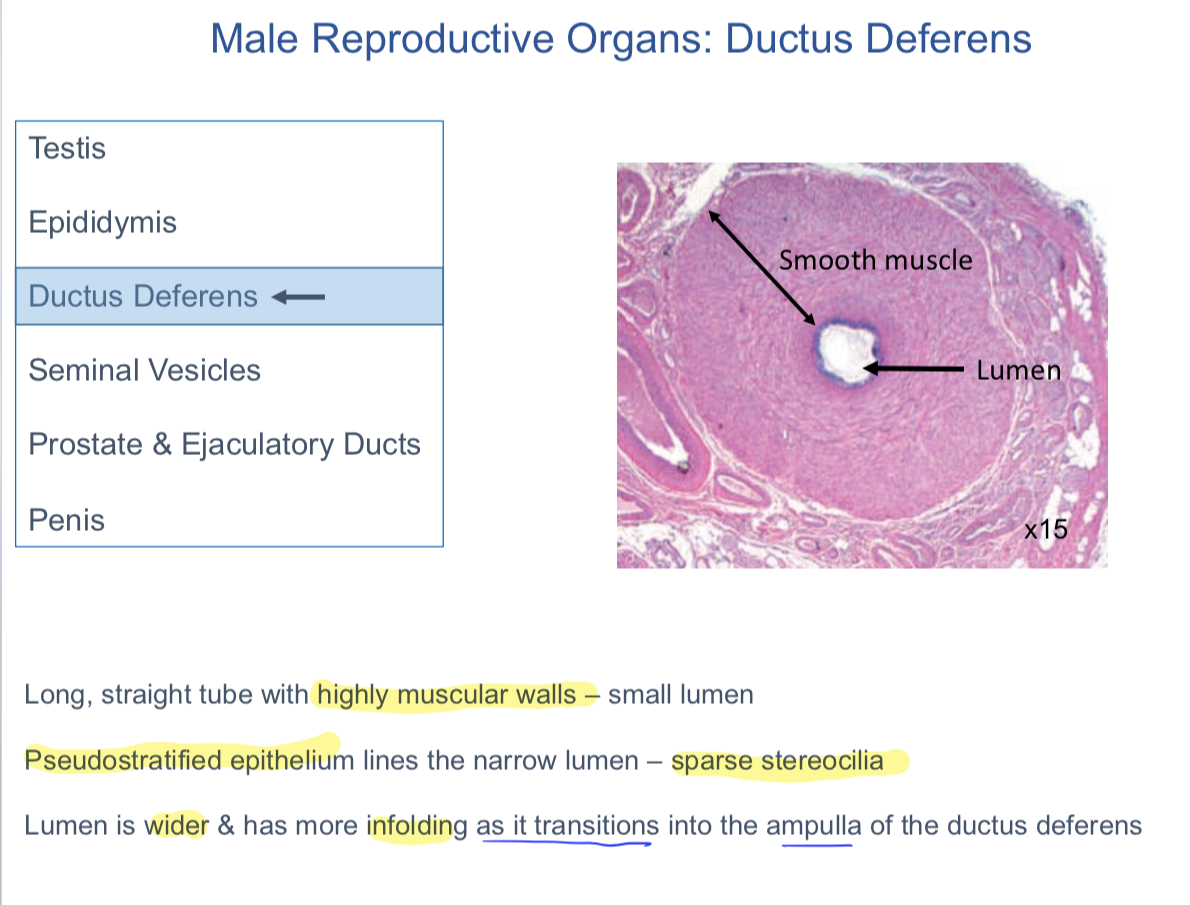 Male Reproductive Organs: Ductus Deferens
Testis
Epididymis
Ductus Deferens
Seminal Vesicles
Prostate & Ejaculatory Ducts
Penis
Smooth muscle
Lumen
x15
Long, straight tube with highly muscular walls – small lumen
Pseudostratified epithelium lines the narrow lumen – sparse stereocilia
Lumen is wider & has more infolding as it transitions into the ampulla of the ductus deferens